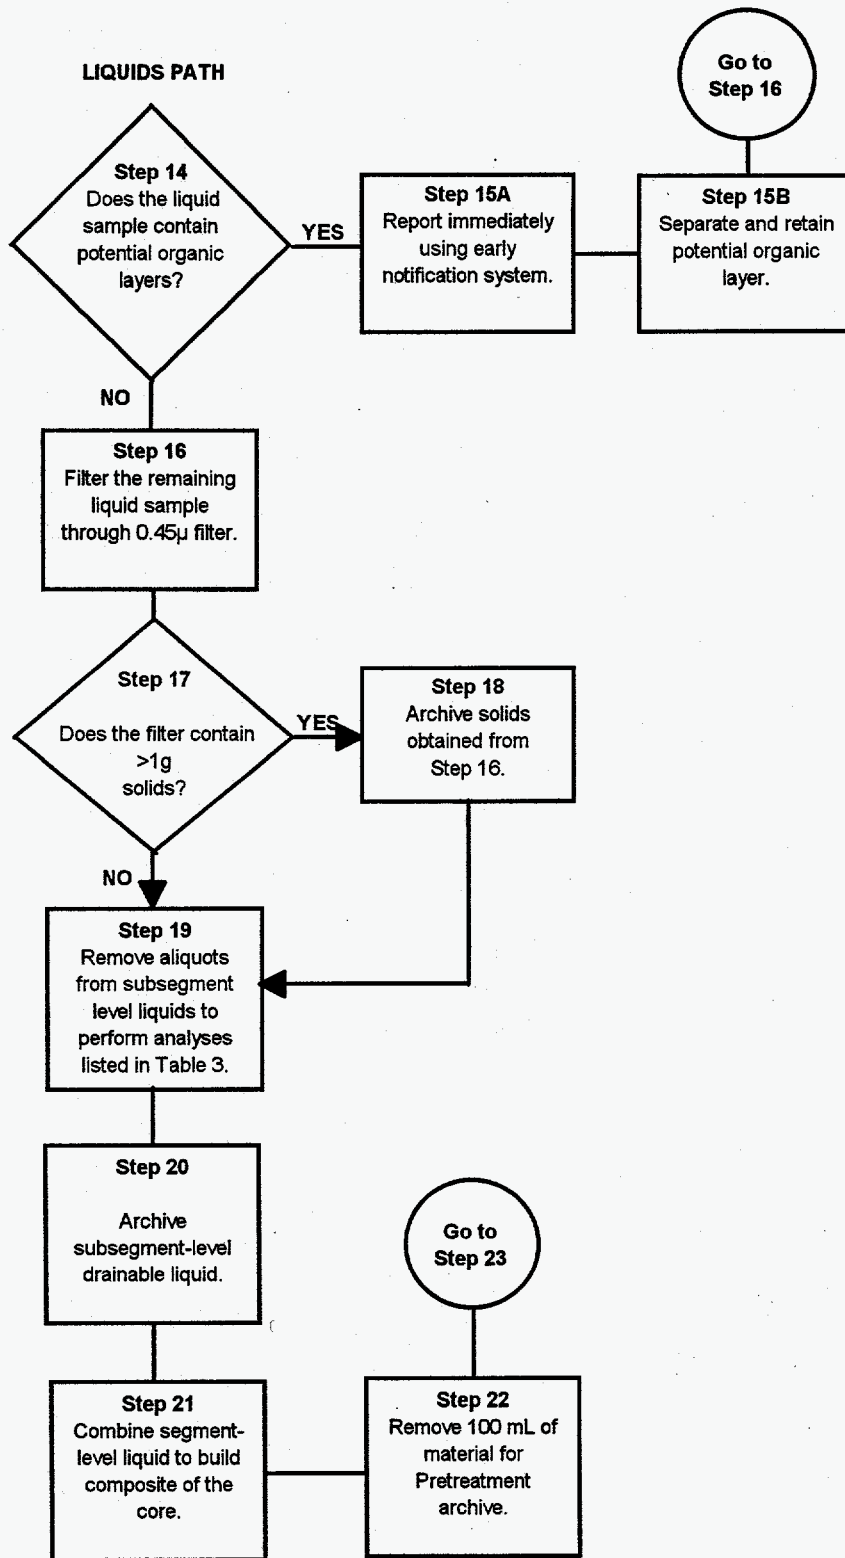 LIQUIDS PATH
Go to
Step 16
Step 14
Does the liquid
sample contain
potential organic
layers?
YES
Step 15A
Report immediately
using early
notification system.
Step 15B
Separate and retain
potential organic
layer.
NO
Step 16
Filter the remaining
liquid sample
through 0.45µ filter.
Step 17
Does the filter contain
>1g
solids?
YES
Step 18
Archive solids
obtained from
Step 16.
NO
Step 19
Remove aliquots
from subsegment
level liquids to
perform analyses
listed in Table 3.
Step 20
Archive
subsegment-level
drainable liquid.
Go to
Step 23
Step 21
Combine segment-
level liquid to build
composite of the
core.
Step 22
Remove 100 mL of
material for
Pretreatment
archive.